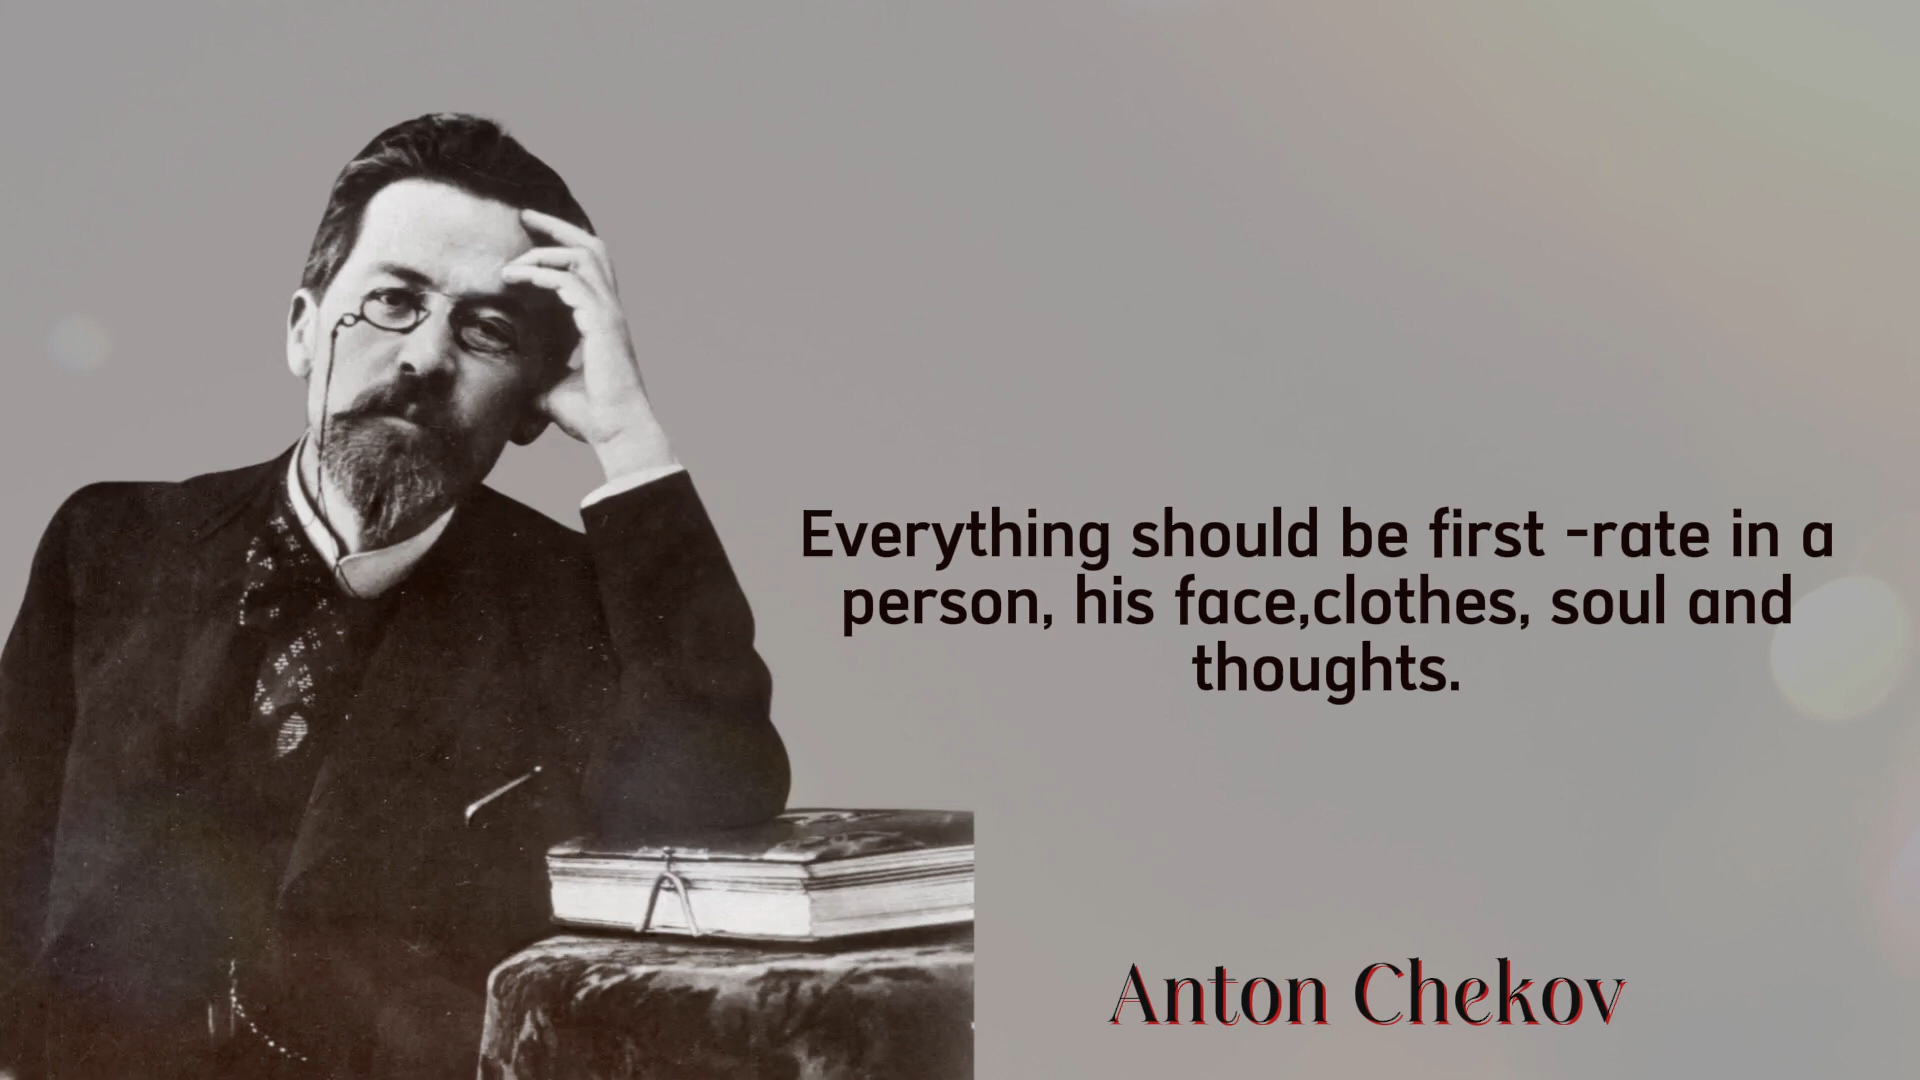 Everything should be first -rate in a
person, his face,clothes, soul and
thoughts.
Anton Chekov